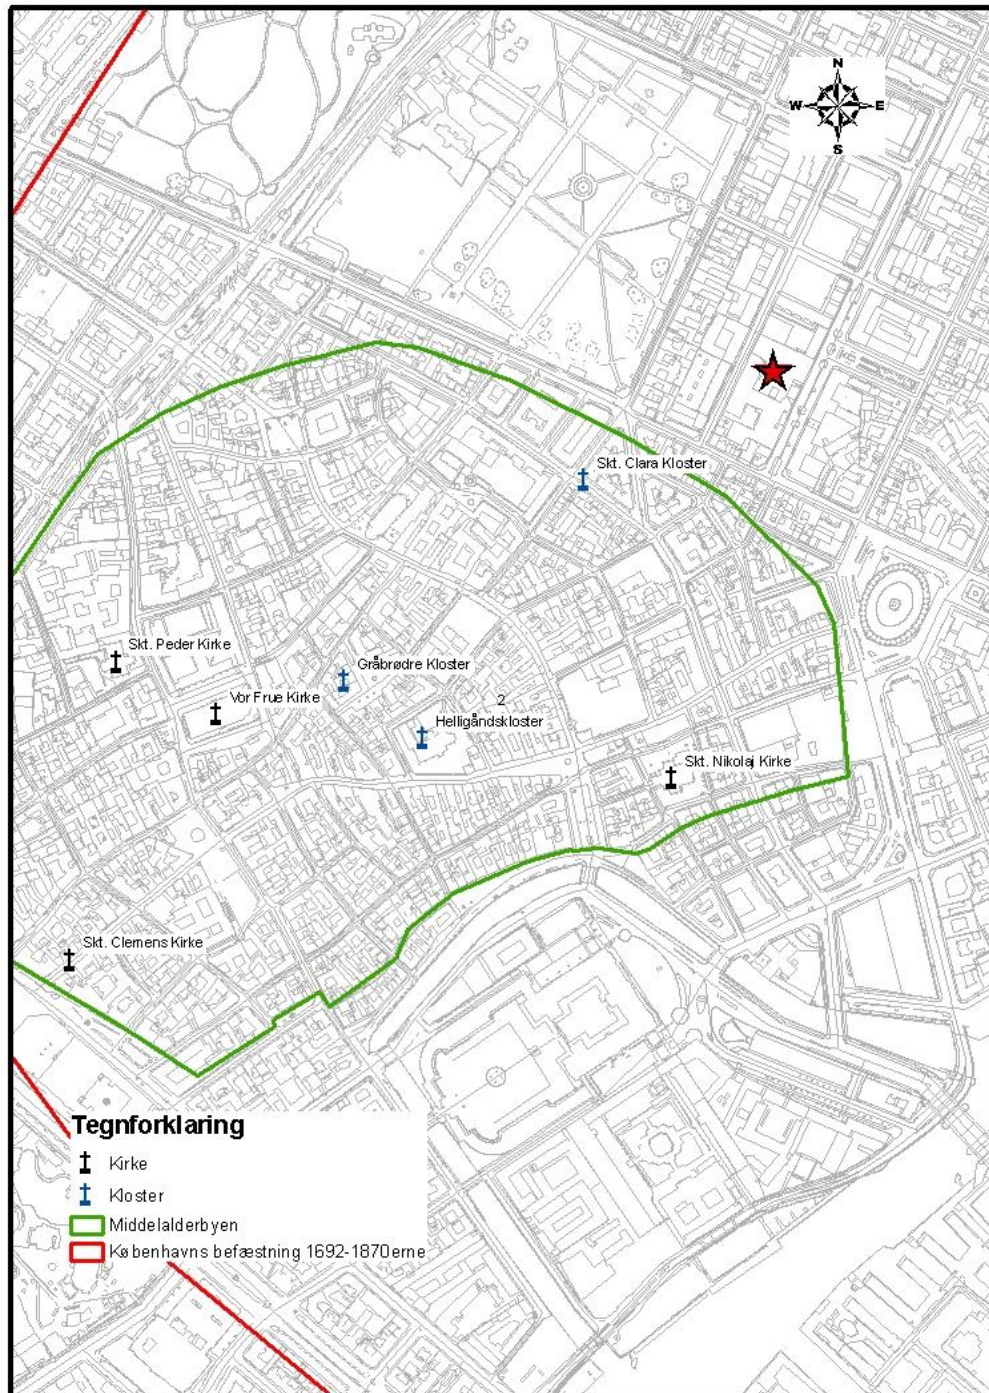 N
W E
S
Skt. Clara Kloster
Skt. Peder Kirke
Gråbrødre Kloster
Vor Frue Kirke
2
Helligåndskloster
Skt. Nikolaj Kirke
Skt. Clemens Kirke
Tegnforklaring
Kirke
Kloster
Middelalderbyen
Københavns befæstning 1692-1870erne